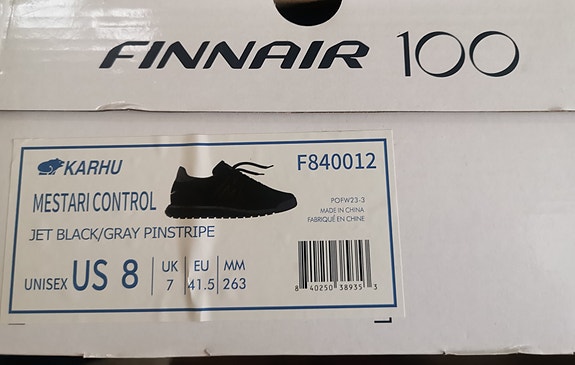 FINNAIR 100
KARHU
F840012
MESTARI CONTROL
POFW23-3
MADE IN CHINA
FABRIQUÉ EN CHINE
JET BLACK/GRAY PINSTRIPE
UNISEX US 8
UK EU MM
7 41.5 263
8 40250 38935 3